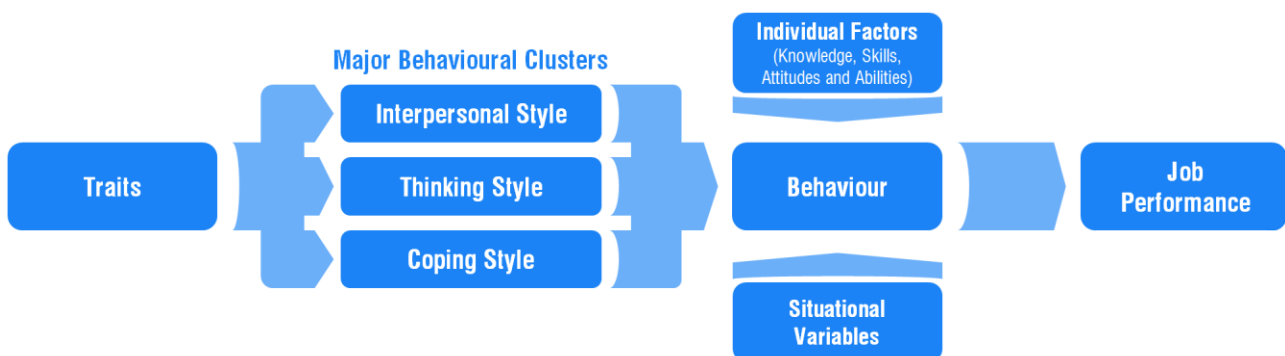 Traits
Major Behavioural Clusters
Interpersonal Style
Thinking Style
Coping Style
Individual Factors
(Knowledge, Skills,
Attitudes and Abilities)
Behaviour
Situational
Variables
Job
Performance